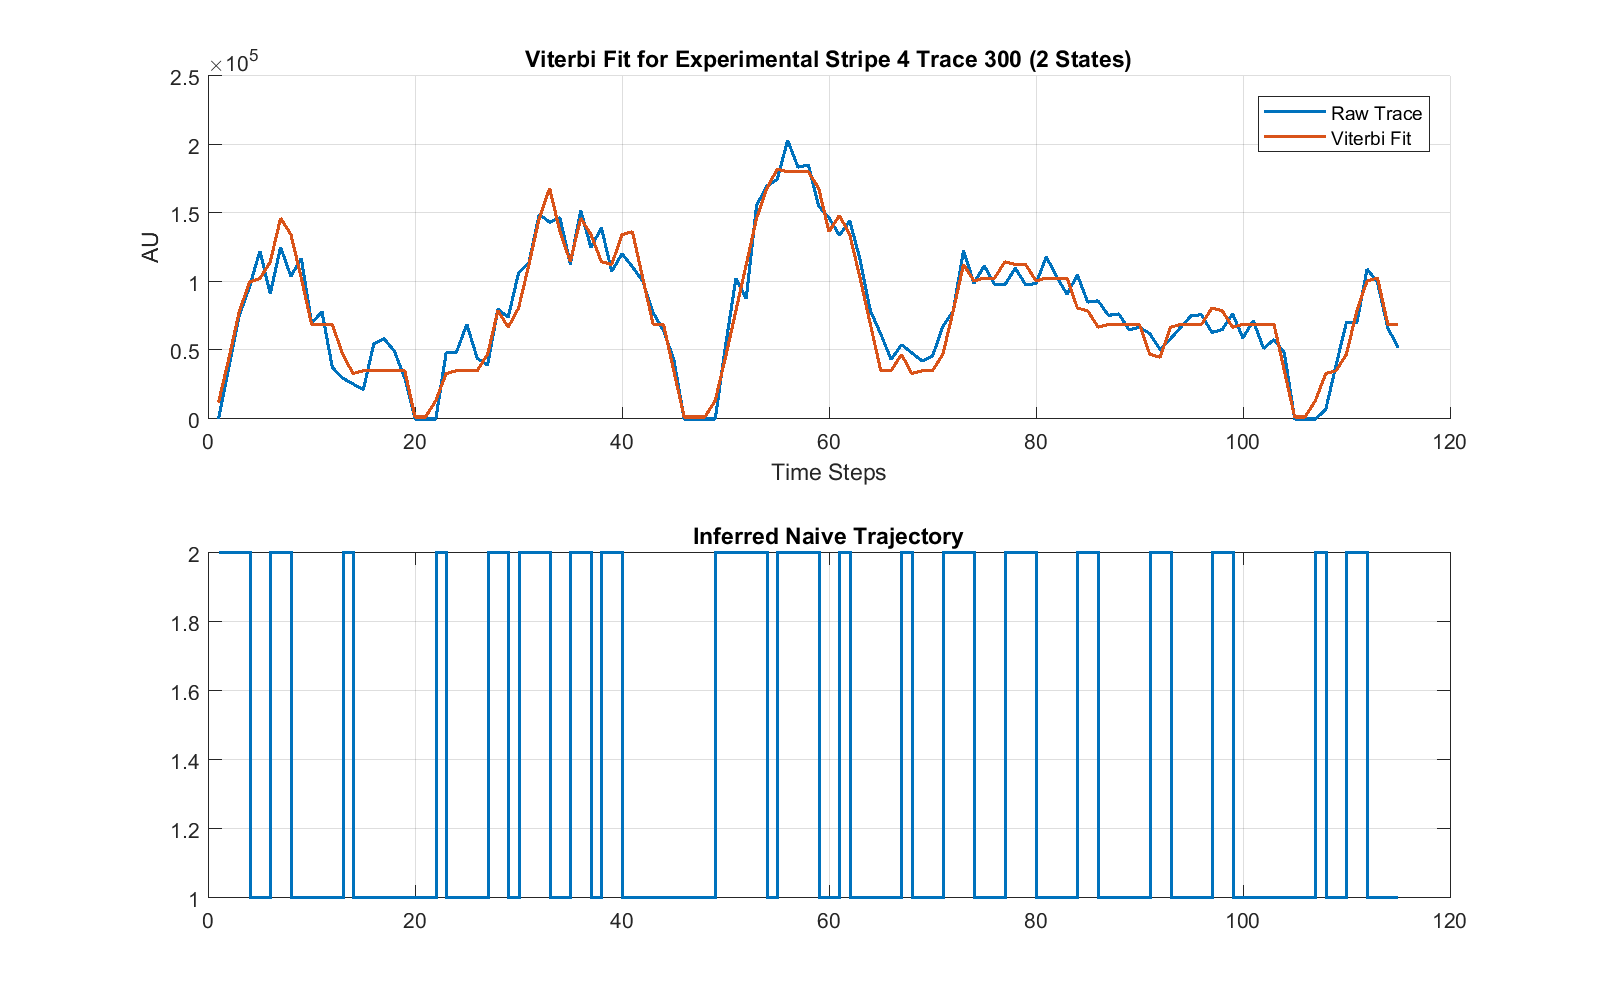 Viterbi Fit for Experimental Stripe 4 Trace 300 (2 States)
×10^5
2.5
2
1.5
1
0.5
0
AU
Raw Trace
Viterbi Fit
0 20 40 60 80 100 120
Time Steps
Inferred Naive Trajectory
2
1.8
1.6
1.4
1.2
1
0 20 40 60 80 100 120